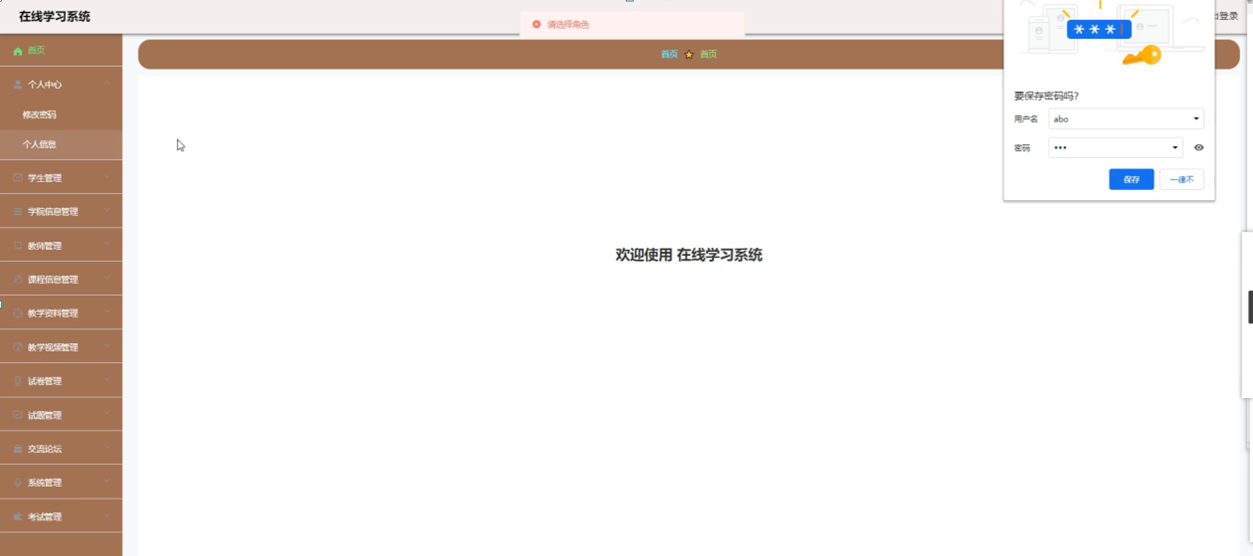 在线学习系统
请选择角色
登录
首页
首页 首页
个人中心
修改密码
个人信息
学生管理
学院信息管理
教师管理
课程信息管理
教学资料管理
教学视频管理
试卷管理
试题管理
交流论坛
系统管理
考试管理
欢迎使用 在线学习系统
***
要保存密码吗?
用户名 abo
密码 •••
保存 一律不